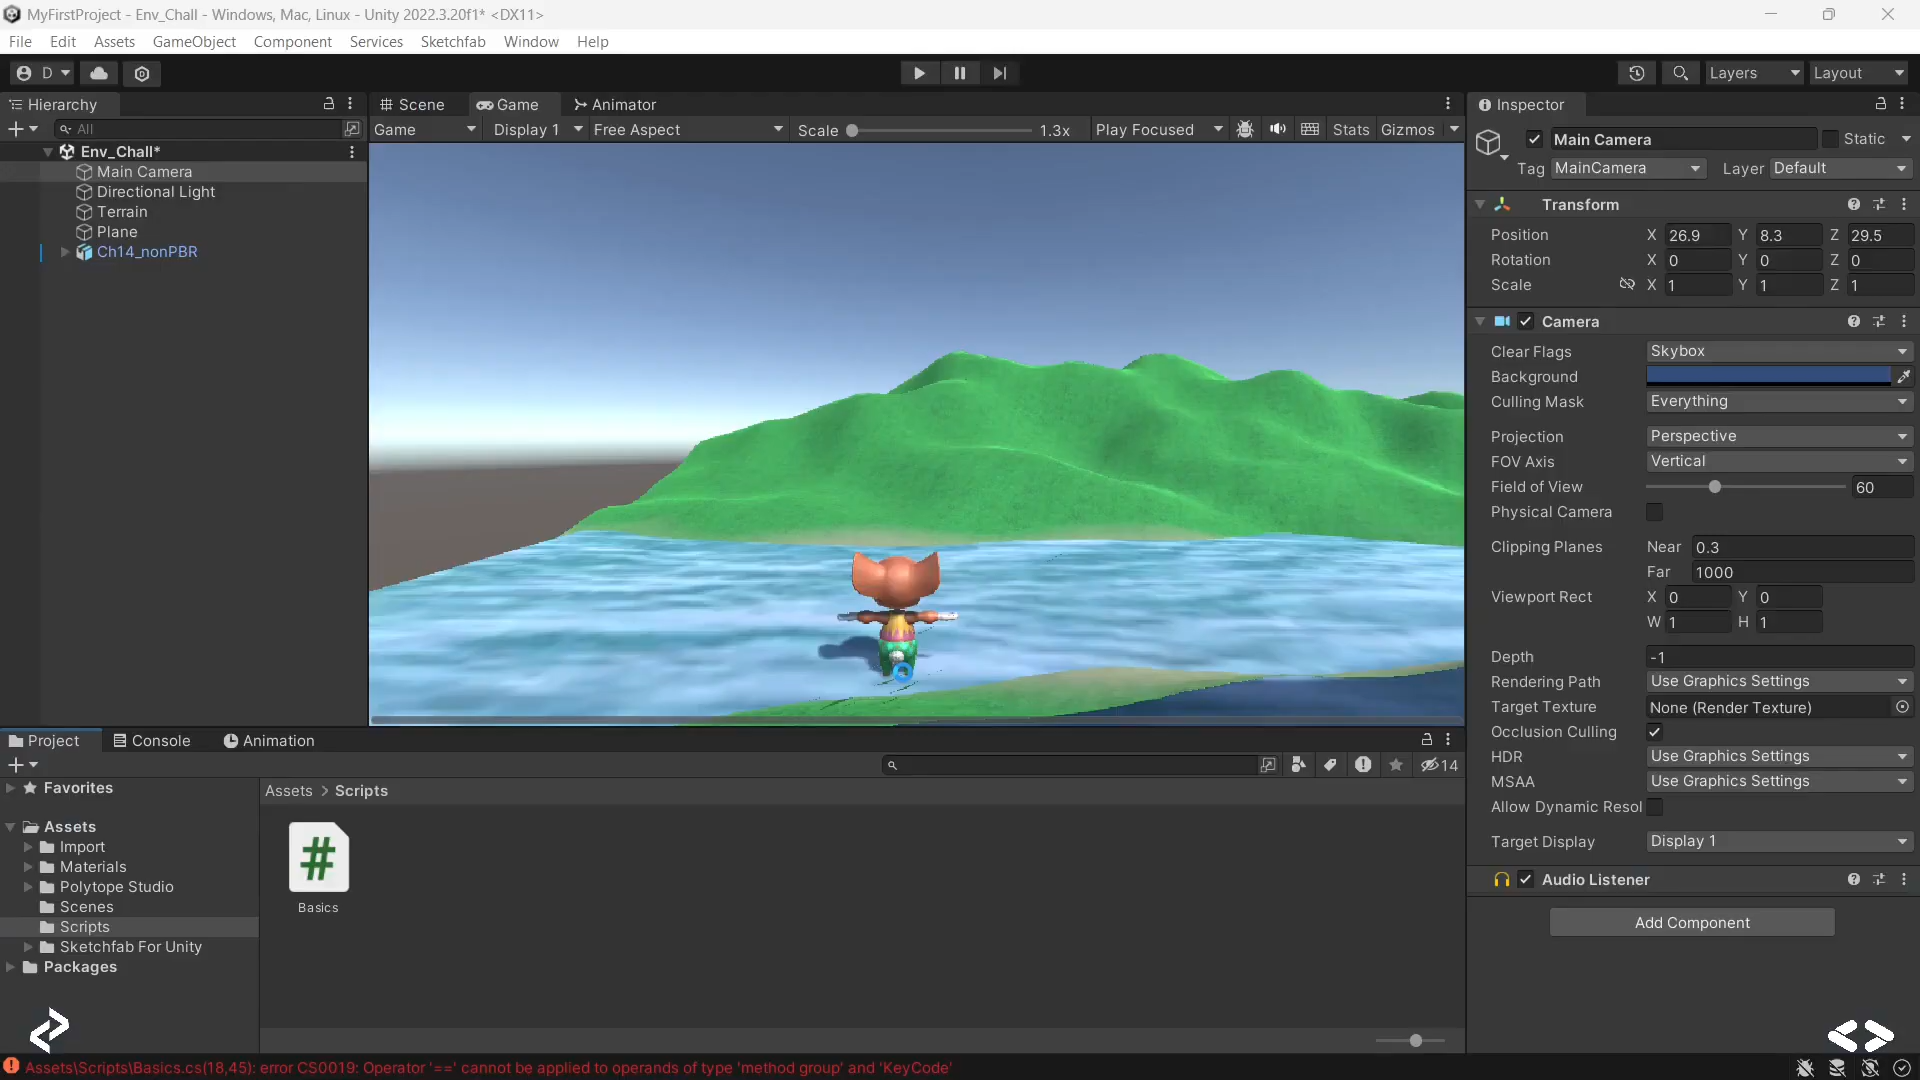 MyFirstProject - Env_Chall - Windows, Mac, Linux - Unity 2022.3.20f1* <DX11>
File Edit Assets GameObject Component Services Sketchfab Window Help
D Layers Layout
Hierarchy
All
Env_Chall*
Main Camera
Directional Light
Terrain
Plane
Ch14_nonPBR
Scene Game Animator
Game Display 1 Free Aspect Scale 1.3x Play Focused Stats Gizmos
Inspector
Main Camera Static
Tag MainCamera Layer Default
Transform
Position X 26.9 Y 8.3 Z 29.5
Rotation X 0 Y 0 Z 0
Scale X 1 Y 1 Z 1
Camera
Clear Flags Skybox
Background
Culling Mask Everything
Projection Perspective
FOV Axis Vertical
Field of View 60
Physical Camera
Clipping Planes Near 0.3
Far 1000
Viewport Rect X 0 Y 0
W 1 H 1
Depth -1
Rendering Path Use Graphics Settings
Target Texture None (Render Texture)
Occlusion Culling
HDR Use Graphics Settings
MSAA Use Graphics Settings
Allow Dynamic Resol
Target Display Display 1
Audio Listener
Add Component
Project Console Animation
14
Favorites
Assets
Import
Materials
Polytope Studio
Scenes
Scripts
Sketchfab For Unity
Packages
Assets > Scripts
#
Basics
Assets\Scripts\Basics.cs(18,45): error CS0019: Operator '==' cannot be applied to operands of type 'method group' and 'KeyCode'